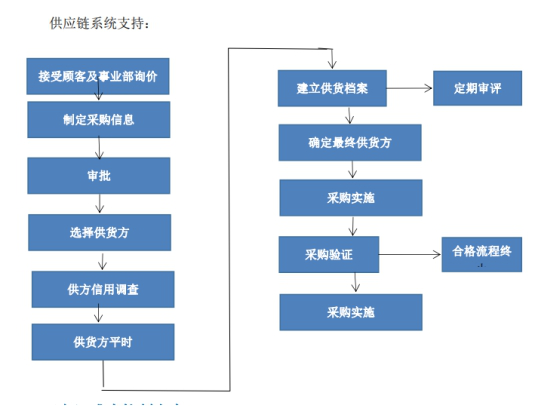 供应链系统支持：
接受顾客及事业部询价
制定采购信息
审批
选择供货方
供方信用调查
供货方平时
建立供货档案
定期审评
确定最终供货方
采购实施
采购验证
合格流程终
采购实施